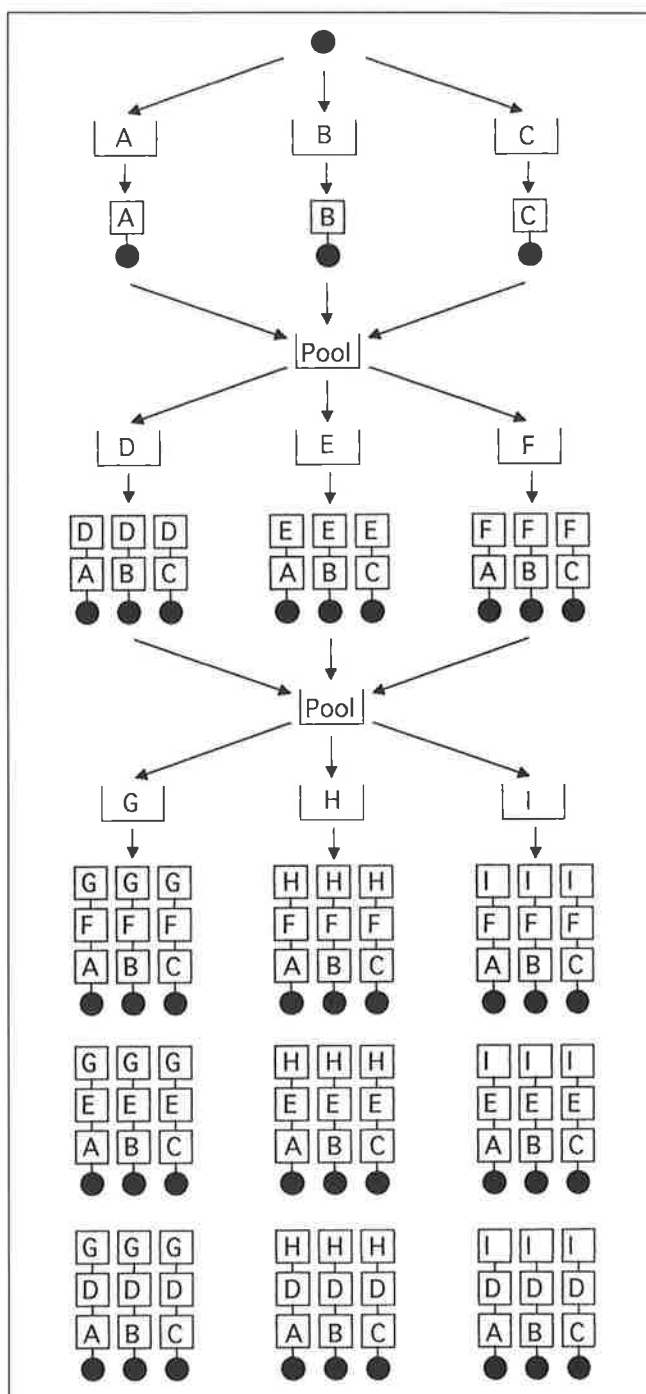 A B C
A B C
Pool
D E F
D D D E E E F F F
A B C A B C A B C
Pool
G H I
G G G H H H I I I
F F F F F F F F F
A B C A B C A B C
G G G H H H I I I
E E E E E E E E E
A B C A B C A B C
G G G H H H I I I
D D D D D D D D D
A B C A B C A B C